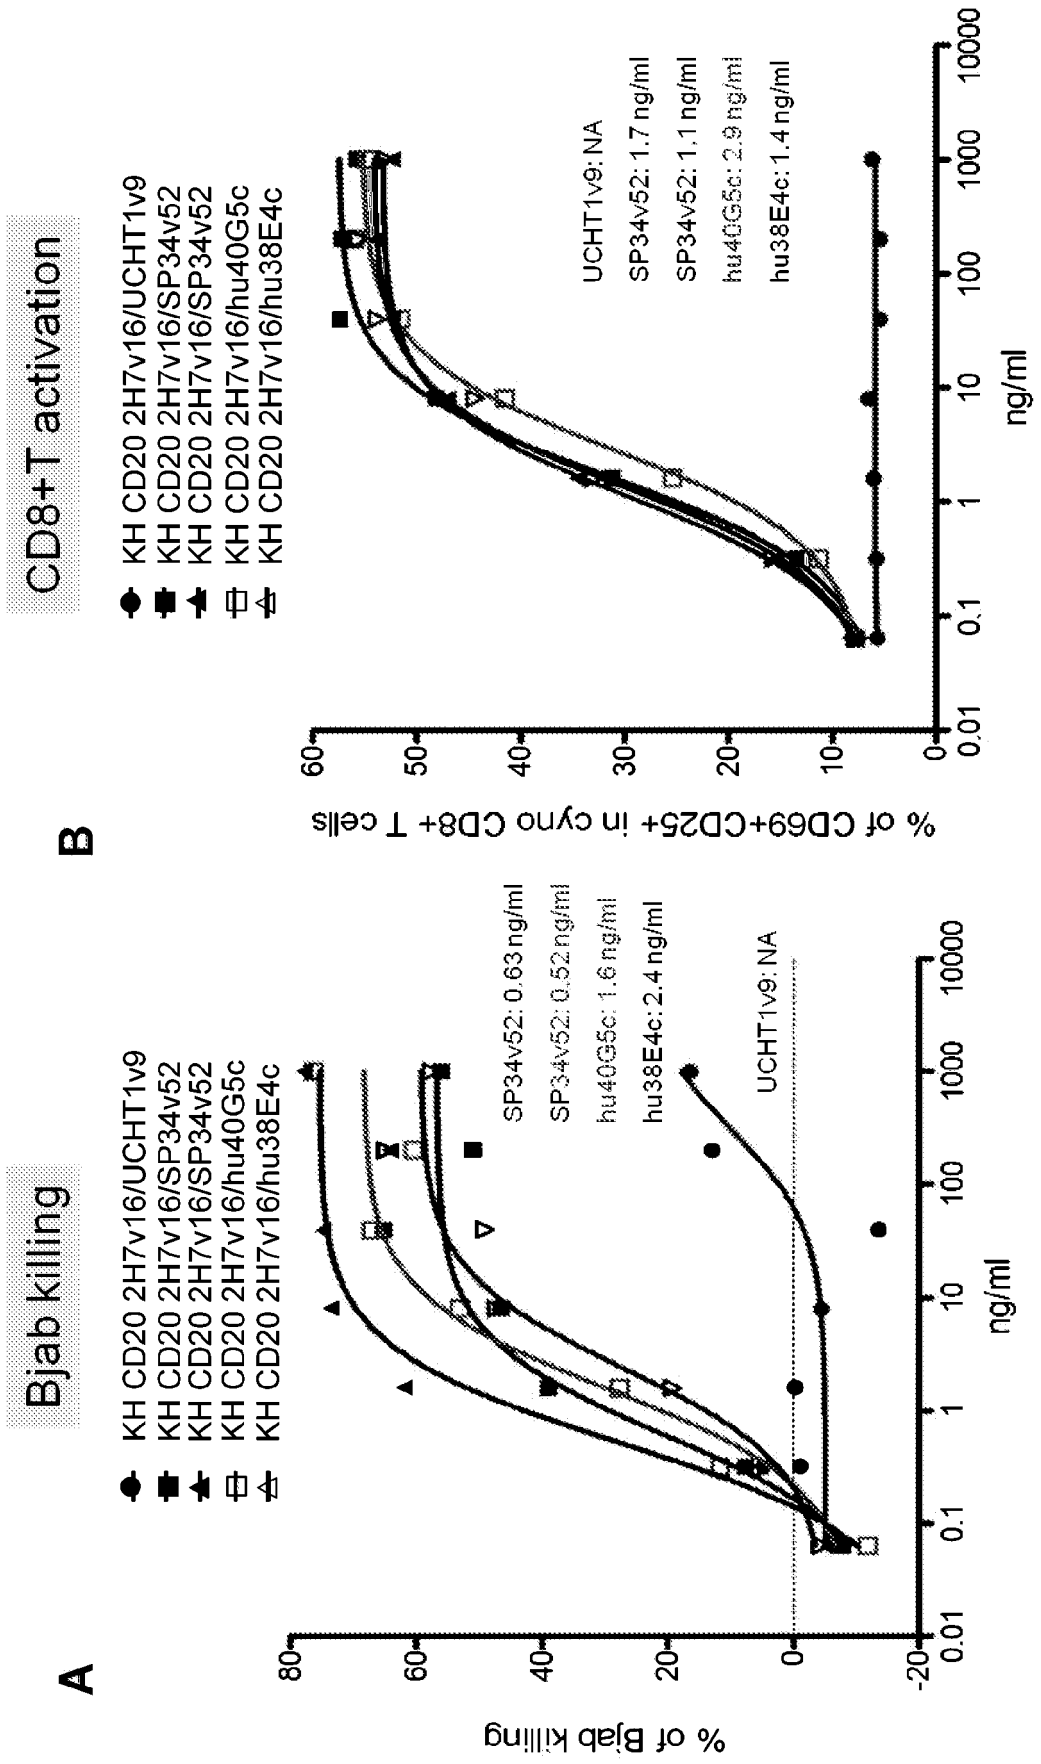 A
Bjab killing
KH CD20 2H7v16/UCHT1v9
KH CD20 2H7v16/SP34v52
KH CD20 2H7v16/SP34v52
KH CD20 2H7v16/hu40G5c
KH CD20 2H7v16/hu38E4c
% of Bjab killing
80
60
40
20
0
-20
0.01
0.1
1
10
100
1000
10000
ng/ml
SP34v52: 0.63 ng/ml
SP34v52: 0.52 ng/ml
hu40G5c: 1.6 ng/ml
hu38E4c: 2.4 ng/ml
UCHT1v9: NA
B
CD8+T activation
KH CD20 2H7v16/UCHT1v9
KH CD20 2H7v16/SP34v52
KH CD20 2H7v16/SP34v52
KH CD20 2H7v16/hu40G5c
KH CD20 2H7v16/hu38E4c
% of CD69+CD25+ in cyno CD8+ T cells
60
50
40
30
20
10
0
0.01
0.1
1
10
100
1000
10000
ng/ml
UCHT1v9: NA
SP34v52: 1.7 ng/ml
SP34v52: 1.1 ng/ml
hu40G5c: 2.9 ng/ml
hu38E4c: 1.4 ng/ml